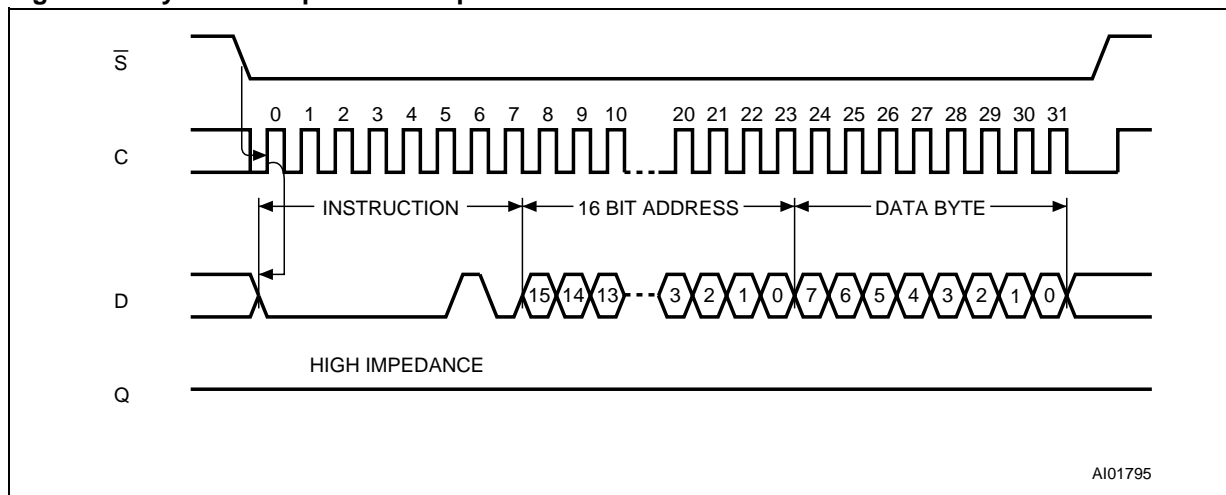 S
0 1 2 3 4 5 6 7 8 9 10 20 21 22 23 24 25 26 27 28 29 30 31
C
INSTRUCTION 16 BIT ADDRESS DATA BYTE
D
15 14 13 3 2 1 0 7 6 5 4 3 2 1 0
HIGH IMPEDANCE
Q
AI01795